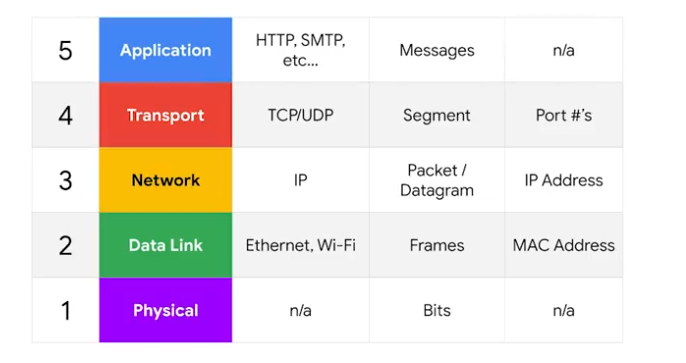 5 Application HTTP, SMTP, etc... Messages n/a
4 Transport TCP/UDP Segment Port #'s
3 Network IP Packet / Datagram IP Address
2 Data Link Ethernet, Wi-Fi Frames MAC Address
1 Physical n/a Bits n/a